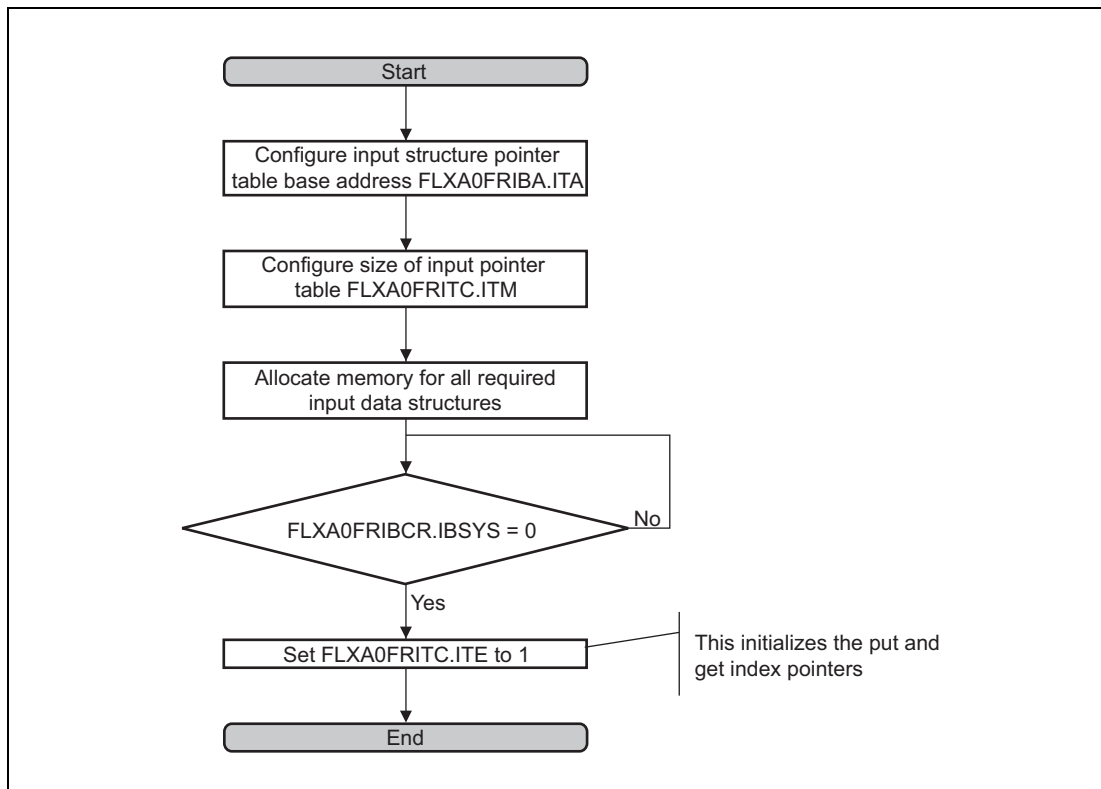 Start
Configure input structure pointer
table base address FLXA0FRIBA.ITA
Configure size of input pointer
table FLXA0FRITC.ITM
Allocate memory for all required
input data structures
FLXA0FRIBCR.IBSYS = 0
No
Yes
Set FLXA0FRITC.ITE to 1
This initializes the put and
get index pointers
End